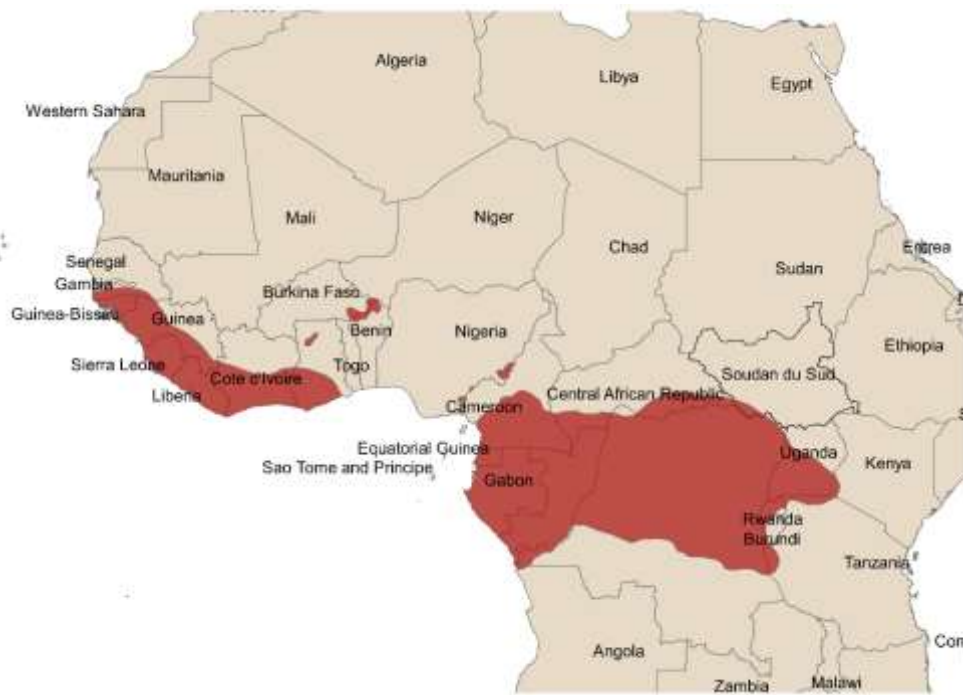 Algeria
Libya
Egypt
Western Sahara
Mauritania
Mali
Niger
Chad
Sudan
Eritrea
Senegal
Gambia
Burkina Faso
Guinea-Bissau
Guinea
Benin
Nigeria
Ethiopia
Sierra Leone
Togo
Cote d'Ivoire
Soudan du Sud
Liberia
Central African Republic
Cameroon
Equatorial Guinea
Uganda
Sao Tome and Principe
Kenya
Gabon
Rwanda
Burundi
Tanzania
Com
Angola
Zambia
Malawi